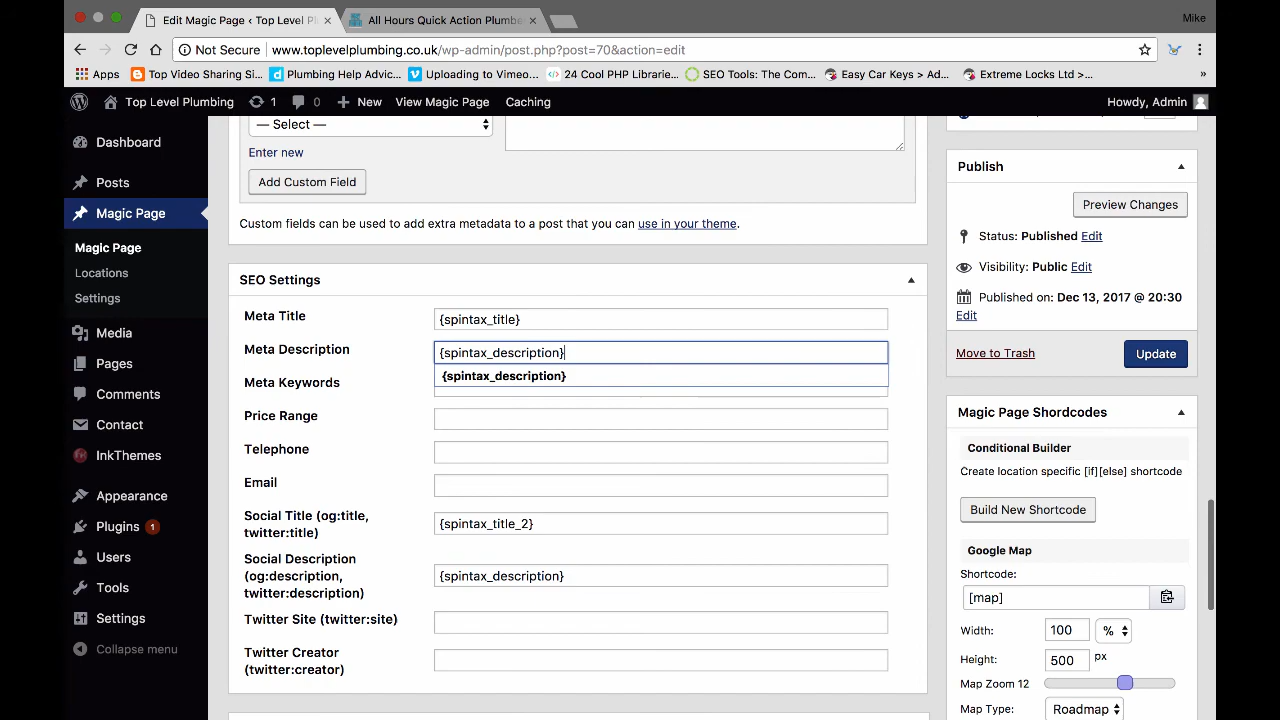 Edit Magic Page ‹ Top Level Pl
All Hours Quick Action Plumbe
Mike
Not Secure
www.toplevelplumbing.co.uk/wp-admin/post.php?post=70&action=edit
Apps
Top Video Sharing Si...
Plumbing Help Advic...
Uploading to Vimeo...
24 Cool PHP Librarie...
SEO Tools: The Com...
Easy Car Keys > Ad...
Extreme Locks Ltd >...
»
Top Level Plumbing
1
0
New
View Magic Page
Caching
Howdy, Admin
Dashboard
Posts
Magic Page
Magic Page
Locations
Settings
Media
Pages
Comments
Contact
InkThemes
Appearance
Plugins 1
Users
Tools
Settings
Collapse menu
— Select —
Enter new
Add Custom Field
Custom fields can be used to add extra metadata to a post that you can use in your theme.
SEO Settings
Meta Title
{spintax_title}
Meta Description
{spintax_description}
{spintax_description}
Meta Keywords
Price Range
Telephone
Email
Social Title (og:title,
twitter:title)
{spintax_title_2}
Social Description
(og:description,
twitter:description)
{spintax_description}
Twitter Site (twitter:site)
Twitter Creator
(twitter:creator)
Publish
Preview Changes
Status: Published Edit
Visibility: Public Edit
Published on: Dec 13, 2017 @ 20:30
Edit
Move to Trash
Update
Magic Page Shordcodes
Conditional Builder
Create location specific [if][else] shortcode
Build New Shortcode
Google Map
Shortcode:
[map]
Width:
100
%
Height:
500
px
Map Zoom 12
Map Type:
Roadmap